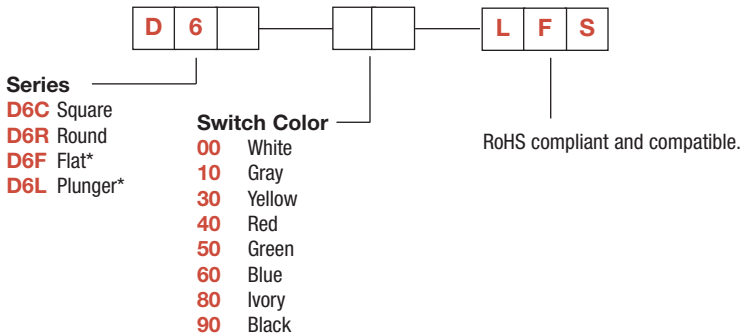 D 6 L F S
Series
D6C Square
D6R Round
D6F Flat*
D6L Plunger*
Switch Color
00 White
10 Gray
30 Yellow
40 Red
50 Green
60 Blue
80 Ivory
90 Black
RoHS compliant and compatible.